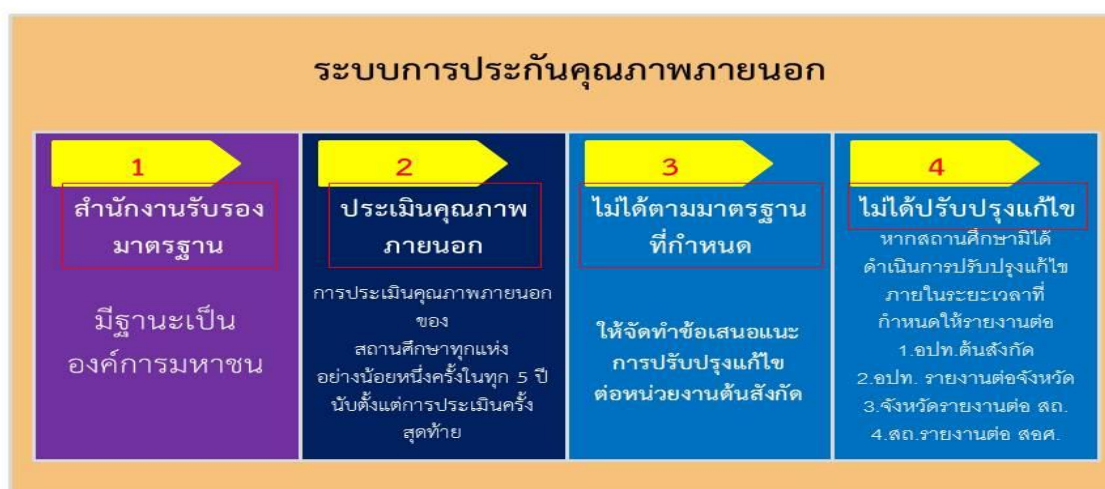 ระบบการประกันคุณภาพภายนอก
1
สำนักงานรับรอง
มาตรฐาน
มีฐานะเป็น
องค์การมหาชน
2
ประเมินคุณภาพ
ภายนอก
การประเมินคุณภาพภายนอก
ของ
สถานศึกษาทุกแห่ง
อย่างน้อยหนึ่งครั้งในทุก 5 ปี
นับตั้งแต่การประเมินครั้ง
สุดท้าย
3
ไม่ได้ตามมาตรฐาน
ที่กำหนด
ให้จัดทำข้อเสนอแนะ
การปรับปรุงแก้ไข
ต่อหน่วยงานต้นสังกัด
4
ไม่ได้ปรับปรุงแก้ไข
หากสถานศึกษามิได้
ดำเนินการปรับปรุงแก้ไข
ภายในระยะเวลาที่
กำหนดให้รายงานต่อ
1.อปท.ต้นสังกัด
2.อปท. รายงานต่อจังหวัด
3.จังหวัดรายงานต่อ สถ.
4.สถ.รายงานต่อ สอศ.